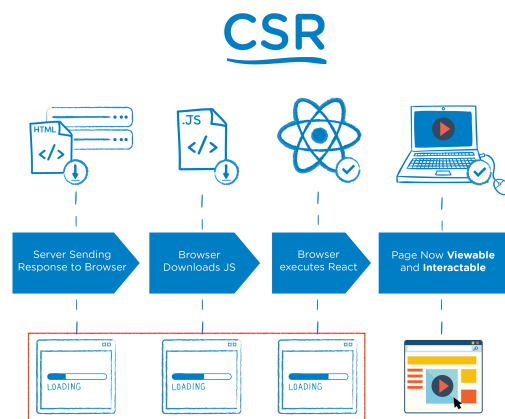 CSR
HTML
</>
.JS
</>
Server Sending
Response to Browser
Browser
Downloads JS
Browser
executes React
Page Now Viewable
and Interactable
LOADING
LOADING
LOADING